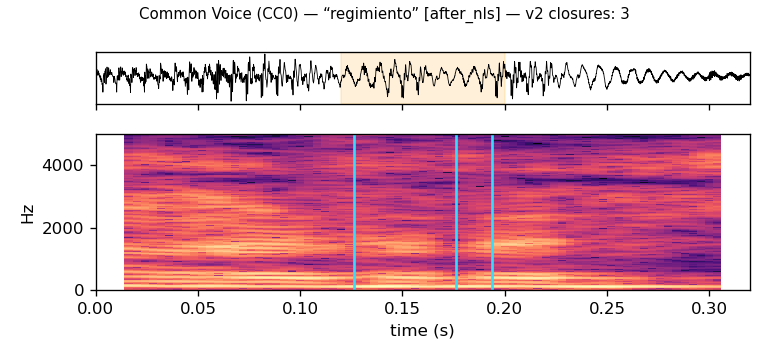 Common Voice (CC0) — “regimiento” [after_nls] — v2 closures: 3
4000
2000
0
Hz
0.00 0.05 0.10 0.15 0.20 0.25 0.30
time (s)